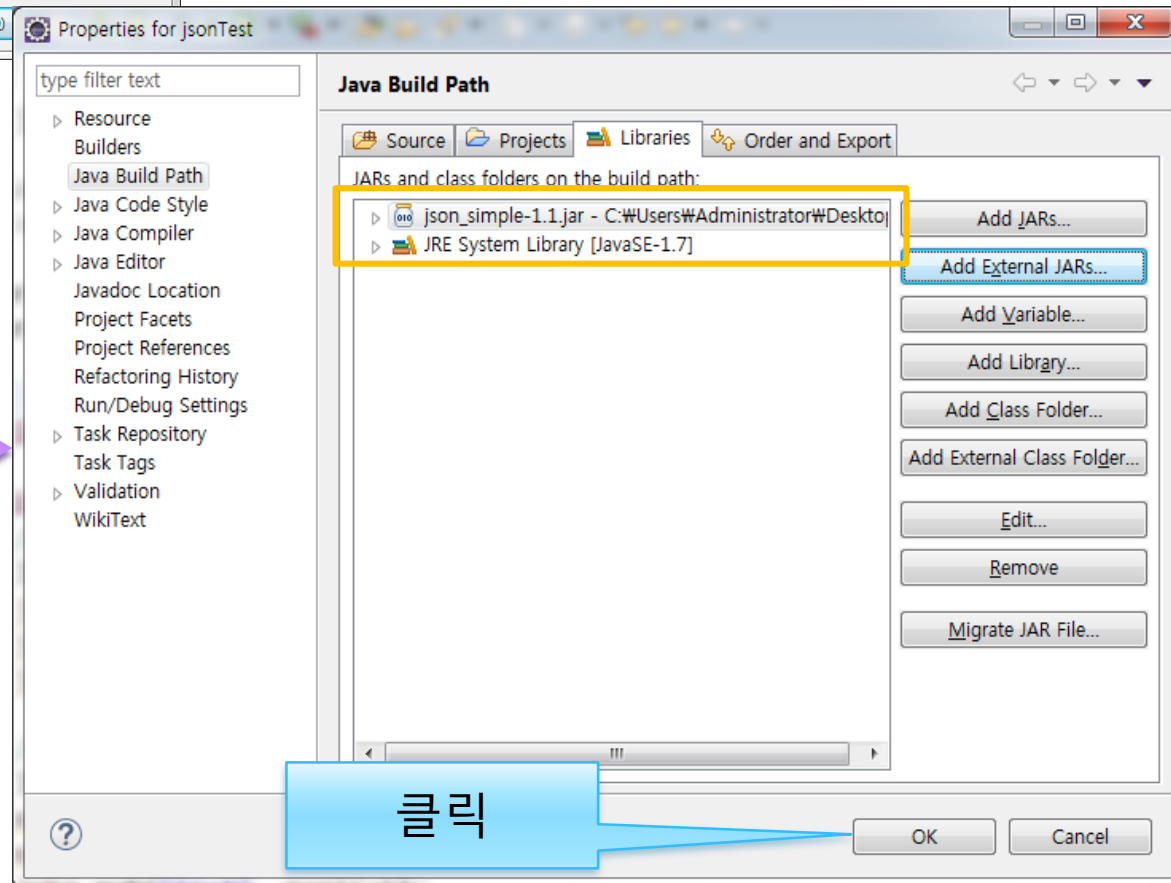 Properties for jsonTest
type filter text
Resource
Builders
Java Build Path
Java Code Style
Java Compiler
Java Editor
Javadoc Location
Project Facets
Project References
Refactoring History
Run/Debug Settings
Task Repository
Task Tags
Validation
WikiText
Java Build Path
Source Projects Libraries Order and Export
JARs and class folders on the build path:
json_simple-1.1.jar - C:₩Users₩Administrator₩Desktop
JRE System Library [JavaSE-1.7]
Add JARs...
Add External JARs...
Add Variable...
Add Library...
Add Class Folder...
Add External Class Folder...
Edit...
Remove
Migrate JAR File...
클릭
OK Cancel